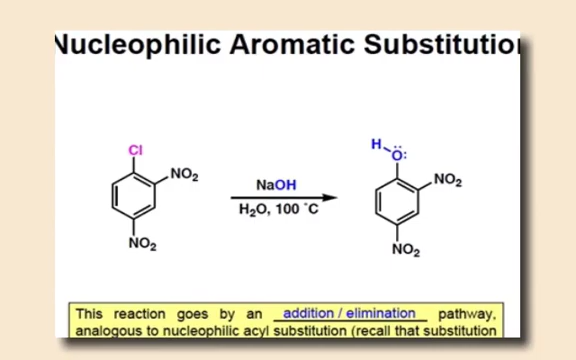 Nucleophilic Aromatic Substitutio
Cl
NO2
NO2
NaOH
H2O, 100 ˚C
H
Ö:
NO2
NO2
This reaction goes by an addition / elimination pathway,
analogous to nucleophilic acyl substitution (recall that substitution